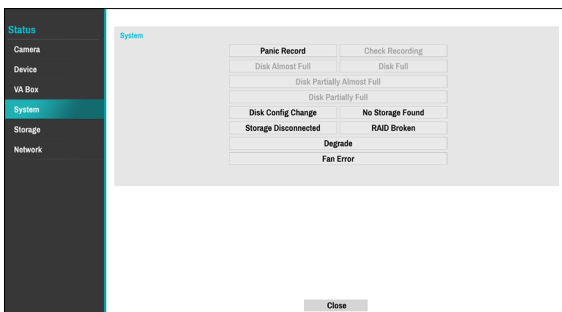 Status
Camera
Device
VA Box
System
Storage
Network
System
Panic Record Check Recording
Disk Almost Full Disk Full
Disk Partially Almost Full
Disk Partially Full
Disk Config Change No Storage Found
Storage Disconnected RAID Broken
Degrade
Fan Error
Close